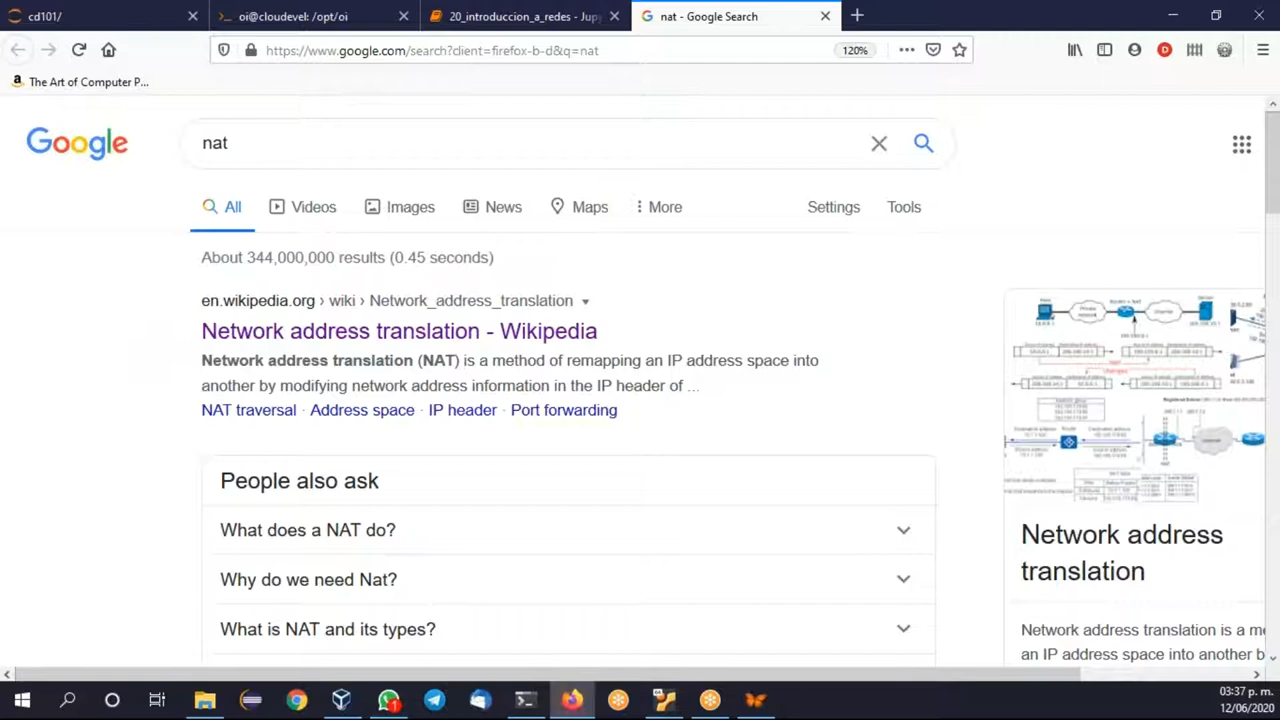 cd101/
oi@cloudevel: /opt/oi
20_introduccion_a_redes - Jup
nat - Google Search
https://www.google.com/search?client=firefox-b-d&q=nat
120%
The Art of Computer P...
Google
nat
All
Videos
Images
News
Maps
More
Settings
Tools
About 344,000,000 results (0.45 seconds)
en.wikipedia.org › wiki › Network_address_translation
Network address translation - Wikipedia
Network address translation (NAT) is a method of remapping an IP address space into
another by modifying network address information in the IP header of ...
NAT traversal · Address space · IP header · Port forwarding
People also ask
What does a NAT do?
Why do we need Nat?
What is NAT and its types?
Network address
translation
Network address translation is a me
an IP address space into another b
03:37 p. m.
12/06/2020